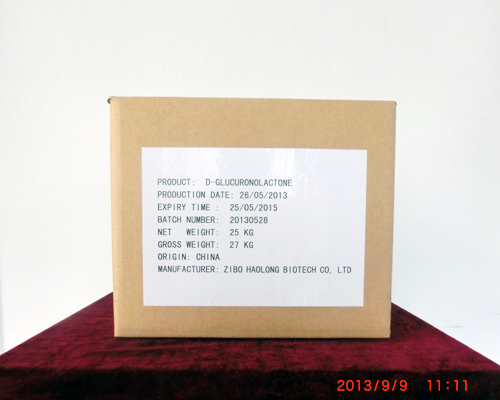 PRODUCT: D-GLUCURONOLACTONE
PRODUCTION DATE: 26/05/2013
EXPIRY TIME : 25/05/2015
BATCH NUMBER: 20130528
NET WEIGHT: 25 KG
GROSS WEIGHT: 27 KG
ORIGIN: CHINA
MANUFACTURER: ZIBO HAOLONG BIOTECH CO, LTD
2013/9/9 11:11